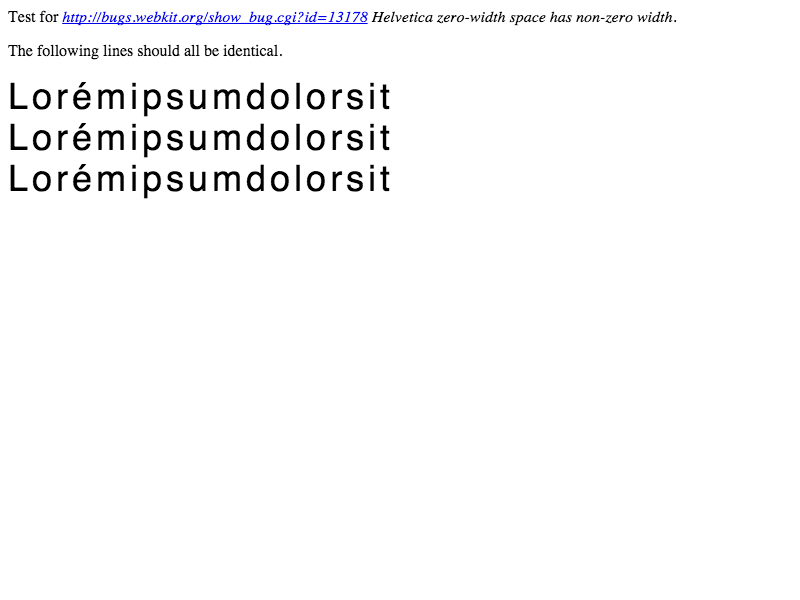 Test for http://bugs.webkit.org/show_bug.cgi?id=13178 Helvetica zero-width space has non-zero width.
The following lines should all be identical.
Lorémipsumdolorsit
Lorémipsumdolorsit
Lorémipsumdolorsit